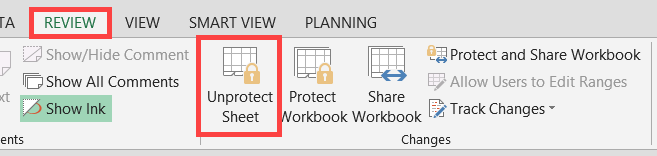 TA REVIEW VIEW SMART VIEW PLANNING
Show/Hide Comment
Show All Comments
xt
Show Ink
ents
Unprotect
Sheet
Protect
Workbook
Share
Workbook
Protect and Share Workbook
Allow Users to Edit Ranges
Track Changes
Changes